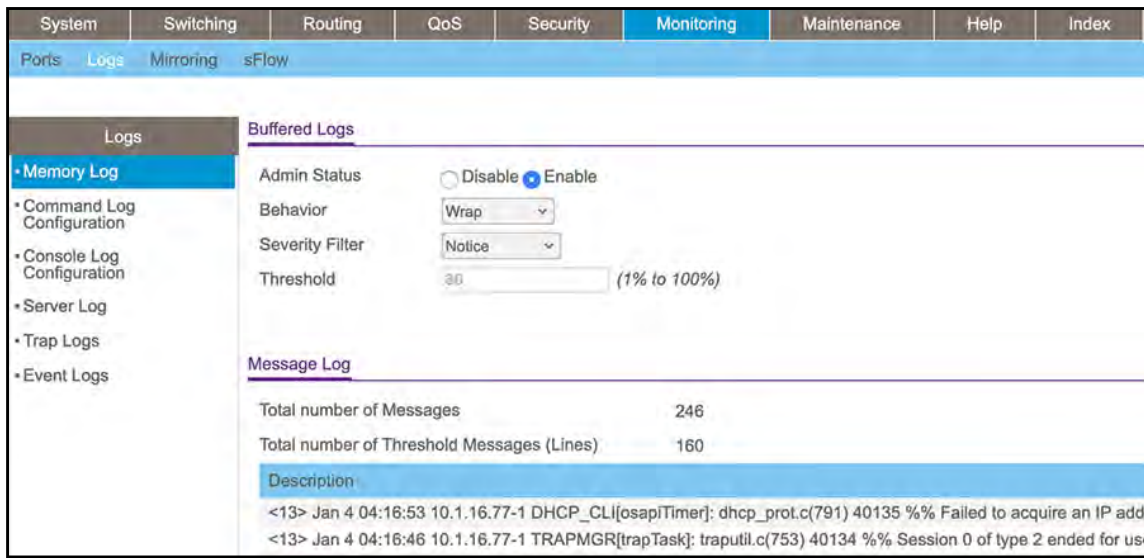 System Switching Routing QoS Security Monitoring Maintenance Help Index
Ports Logs Mirroring sFlow
Logs
• Memory Log
• Command Log
Configuration
• Console Log
Configuration
• Server Log
• Trap Logs
• Event Logs
Buffered Logs
Admin Status Disable Enable
Behavior Wrap
Severity Filter Notice
Threshold (1% to 100%)
Message Log
Total number of Messages 246
Total number of Threshold Messages (Lines) 160
Description
<13> Jan 4 04:16:53 10.1.16.77-1 DHCP_CLI[osapiTimer]: dhcp_prot.c(791) 40135 %% Failed to acquire an IP add
<13> Jan 4 04:16:46 10.1.16.77-1 TRAPMGR[trapTask]: traputil.c(753) 40134 %% Session 0 of type 2 ended for use